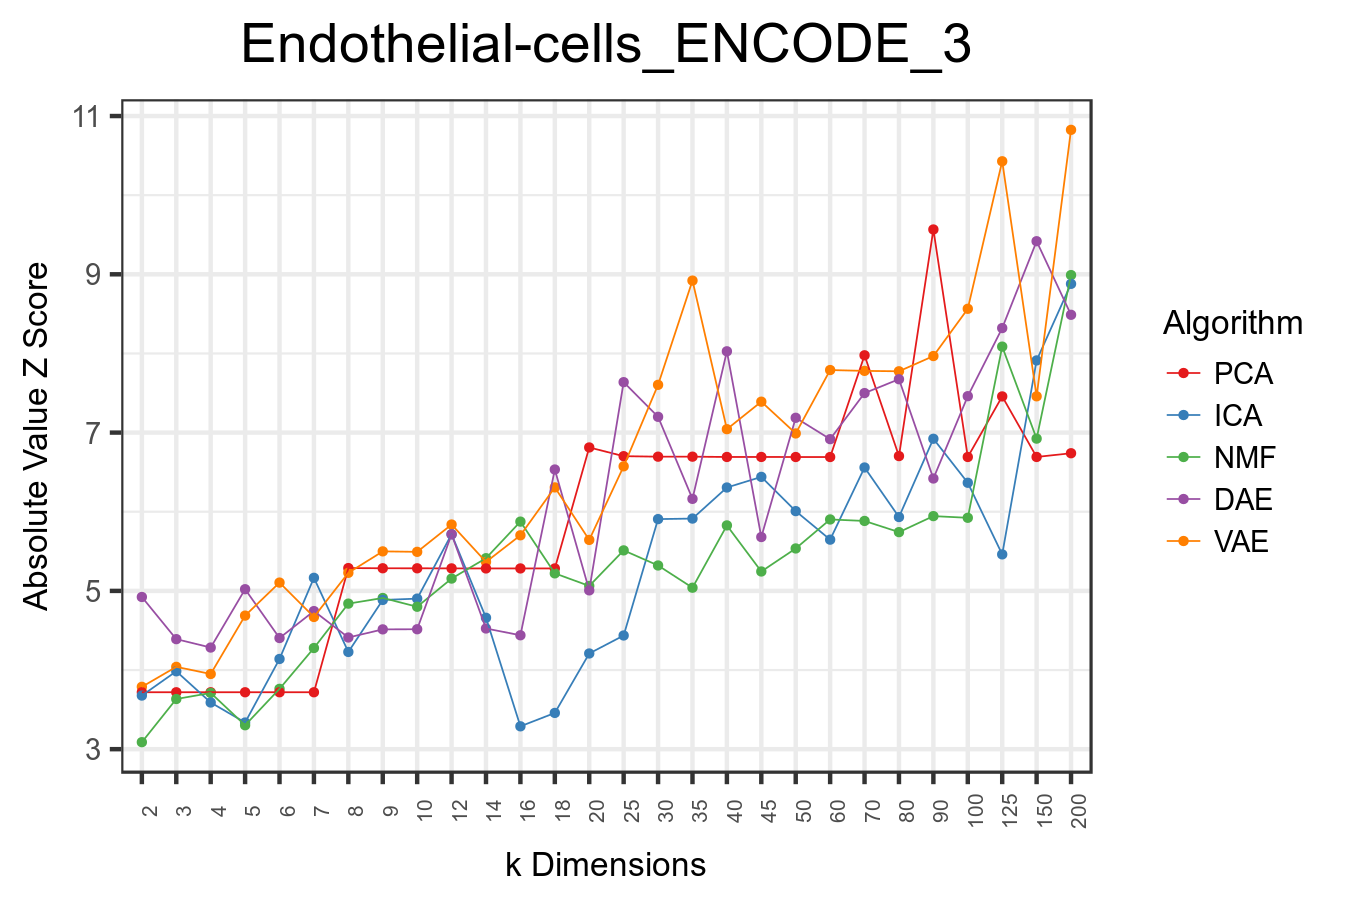 Endothelial-cells_ENCODE_3
Absolute Value Z Score
11
9
7
5
3
2 3 4 5 6 7 8 9 10 12 14 16 18 20 25 30 35 40 45 50 60 70 80 90 100 125 150 200
k Dimensions
Algorithm
PCA
ICA
NMF
DAE
VAE